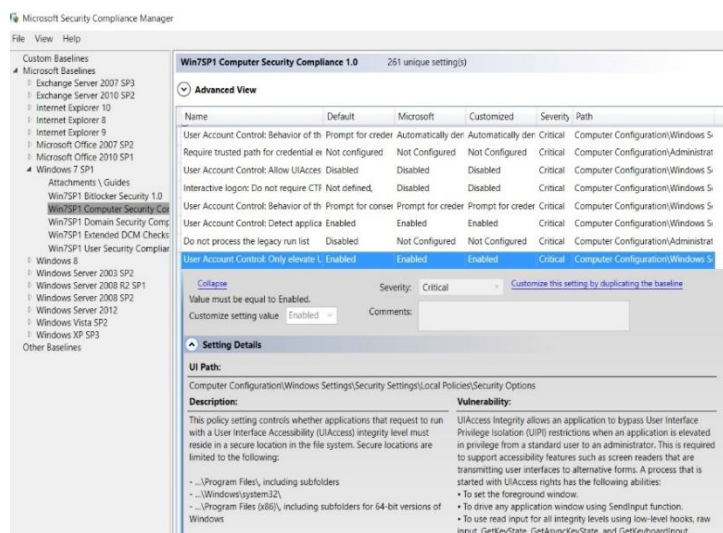 Microsoft Security Compliance Manager
File View Help
Custom Baselines
Microsoft Baselines
Exchange Server 2007 SP3
Exchange Server 2010 SP2
Internet Explorer 10
Internet Explorer 8
Internet Explorer 9
Microsoft Office 2007 SP2
Microsoft Office 2010 SP1
Windows 7 SP1
Attachments \ Guides
Win7SP1 Bitlocker Security 1.0
Win7SP1 Computer Security Cor
Win7SP1 Domain Security Comp
Win7SP1 Extended DCM Checks
Win7SP1 User Security Complian
Windows 8
Windows Server 2003 SP2
Windows Server 2008 R2 SP1
Windows Server 2008 SP2
Windows Server 2012
Windows Vista SP2
Windows XP SP3
Other Baselines
Win7SP1 Computer Security Compliance 1.0 261 unique setting(s)
Advanced View
Name Default Microsoft Customized Severity Path
User Account Control: Behavior of th Prompt for creder Automatically den Automatically den Critical Computer Configuration\Windows Se
Require trusted path for credential er Not configured Not Configured Not Configured Critical Computer Configuration\Administrat
User Account Control: Allow UIAcces Disabled Disabled Disabled Critical Computer Configuration\Windows Se
Interactive logon: Do not require CTF Not defined, Disabled Disabled Critical Computer Configuration\Windows Se
User Account Control: Behavior of th Prompt for conser Prompt for creder Prompt for creder Critical Computer Configuration\Windows Se
User Account Control: Detect applica Enabled Enabled Enabled Critical Computer Configuration\Windows Se
Do not process the legacy run list Disabled Not Configured Not Configured Critical Computer Configuration\Administrat
User Account Control: Only elevate U Enabled Enabled Enabled Critical Computer Configuration\Windows Se
Collapse Severity: Critical Customize this setting by duplicating the baseline
Value must be equal to Enabled.
Customize setting value Enabled Comments:
Setting Details
UI Path:
Computer Configuration\Windows Settings\Security Settings\Local Policies\Security Options
Description:
This policy setting controls whether applications that request to run
with a User Interface Accessibility (UIAccess) integrity level must
reside in a secure location in the file system. Secure locations are
limited to the following:
- ...\Program Files\, including subfolders
- ...\Windows\system32\
- ...\Program Files (x86)\, including subfolders for 64-bit versions of
Windows
Vulnerability:
UIAccess Integrity allows an application to bypass User Interface
Privilege Isolation (UIPI) restrictions when an application is elevated
in privilege from a standard user to an administrator. This is required
to support accessibility features such as screen readers that are
transmitting user interfaces to alternative forms. A process that is
started with UIAccess rights has the following abilities:
• To set the foreground window.
• To drive any application window using SendInput function.
• To use read input for all integrity levels using low-level hooks, raw
input, GetKeyState, GetAsyncKeyState, and GetKeyboardInput.